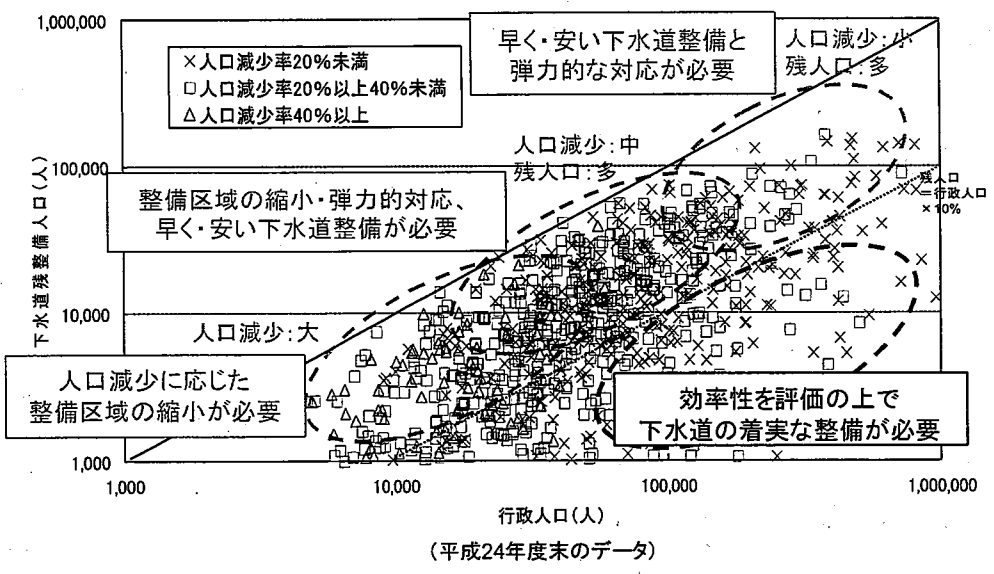 1,000,000
早く・安い下水道整備と
弾力的な対応が必要
人口減少:小
残人口:多
×人口減少率20%未満
□人口減少率20%以上40%未満
△人口減少率40%以上
人口減少:中
残人口:多
100,000
残人口
=行政人口
×10%
整備区域の縮小・弾力的対応、
早く・安い下水道整備が必要
下水道残整備人口(人)
10,000
人口減少:大
人口減少に応じた
整備区域の縮小が必要
効率性を評価の上で
下水道の着実な整備が必要
1,000
1,000
10,000
100,000
1,000,000
行政人口(人)
(平成24年度末のデータ)